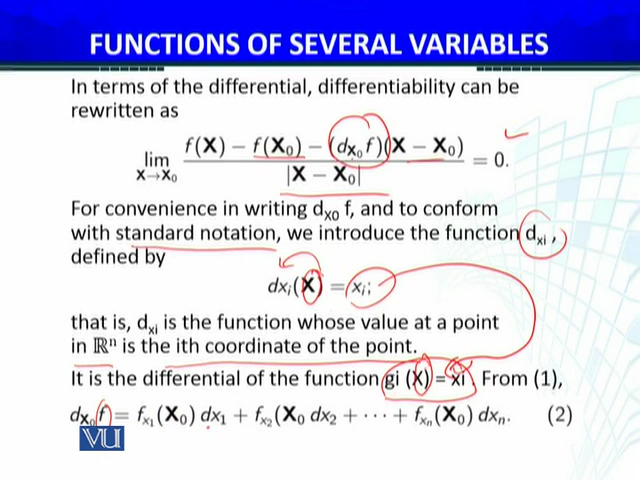 FUNCTIONS OF SEVERAL VARIABLES
In terms of the differential, differentiability can be
rewritten as
lim_{X→X₀} (f(X) − f(X₀) − (d_{X₀} f)(X − X₀)) / |X − X₀| = 0.
For convenience in writing d_{X0} f, and to conform
with standard notation, we introduce the function d_{xi} ,
defined by
dxᵢ(X) = xᵢ;
that is, d_{xi} is the function whose value at a point
in ℝⁿ is the ith coordinate of the point.
It is the differential of the function gi (X) = xi . From (1),
d_{X₀} f = f_{x₁}(X₀) dx₁ + f_{x₂}(X₀ dx₂ + ··· + f_{xₙ}(X₀) dxₙ. (2)
VU